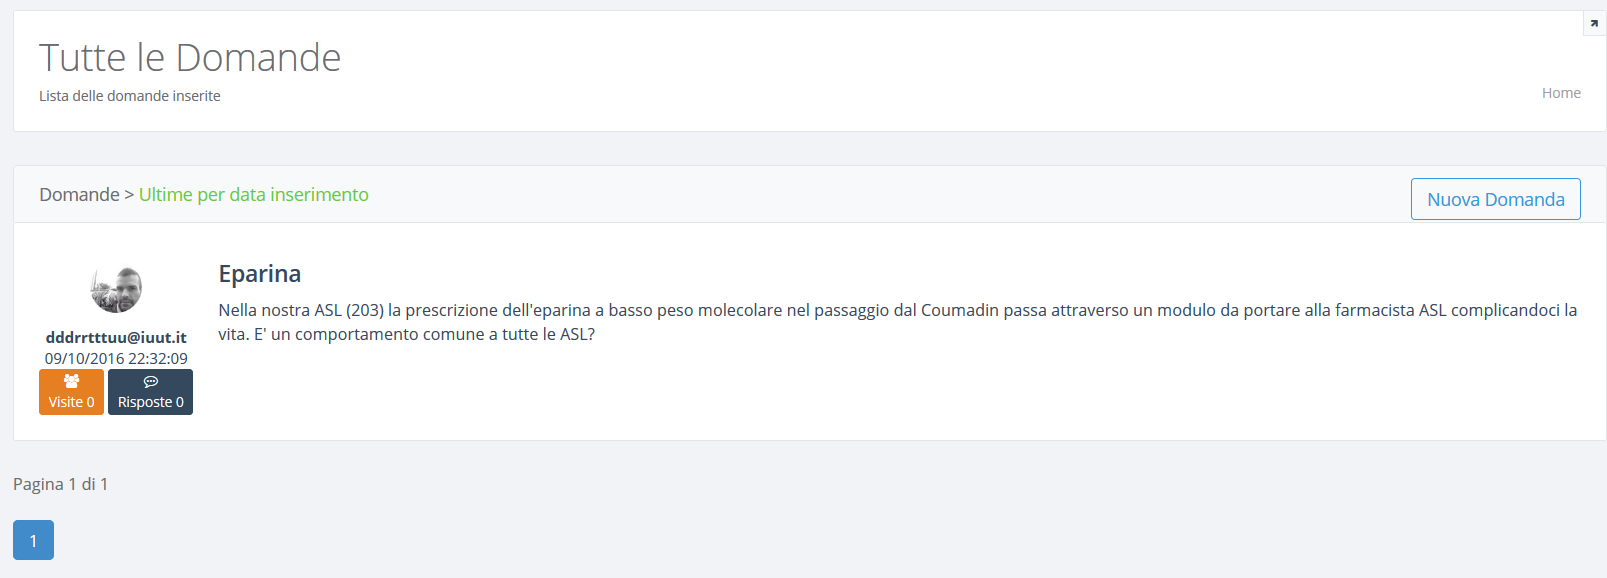 Tutte le Domande
Lista delle domande inserite
Home
Domande > Ultime per data inserimento
Nuova Domanda
Eparina
Nella nostra ASL (203) la prescrizione dell'eparina a basso peso molecolare nel passaggio dal Coumadin passa attraverso un modulo da portare alla farmacista ASL complicandoci la
vita. E' un comportamento comune a tutte le ASL?
dddrrtttuu@iuut.it
09/10/2016 22:32:09
Visite 0
Risposte 0
Pagina 1 di 1
1